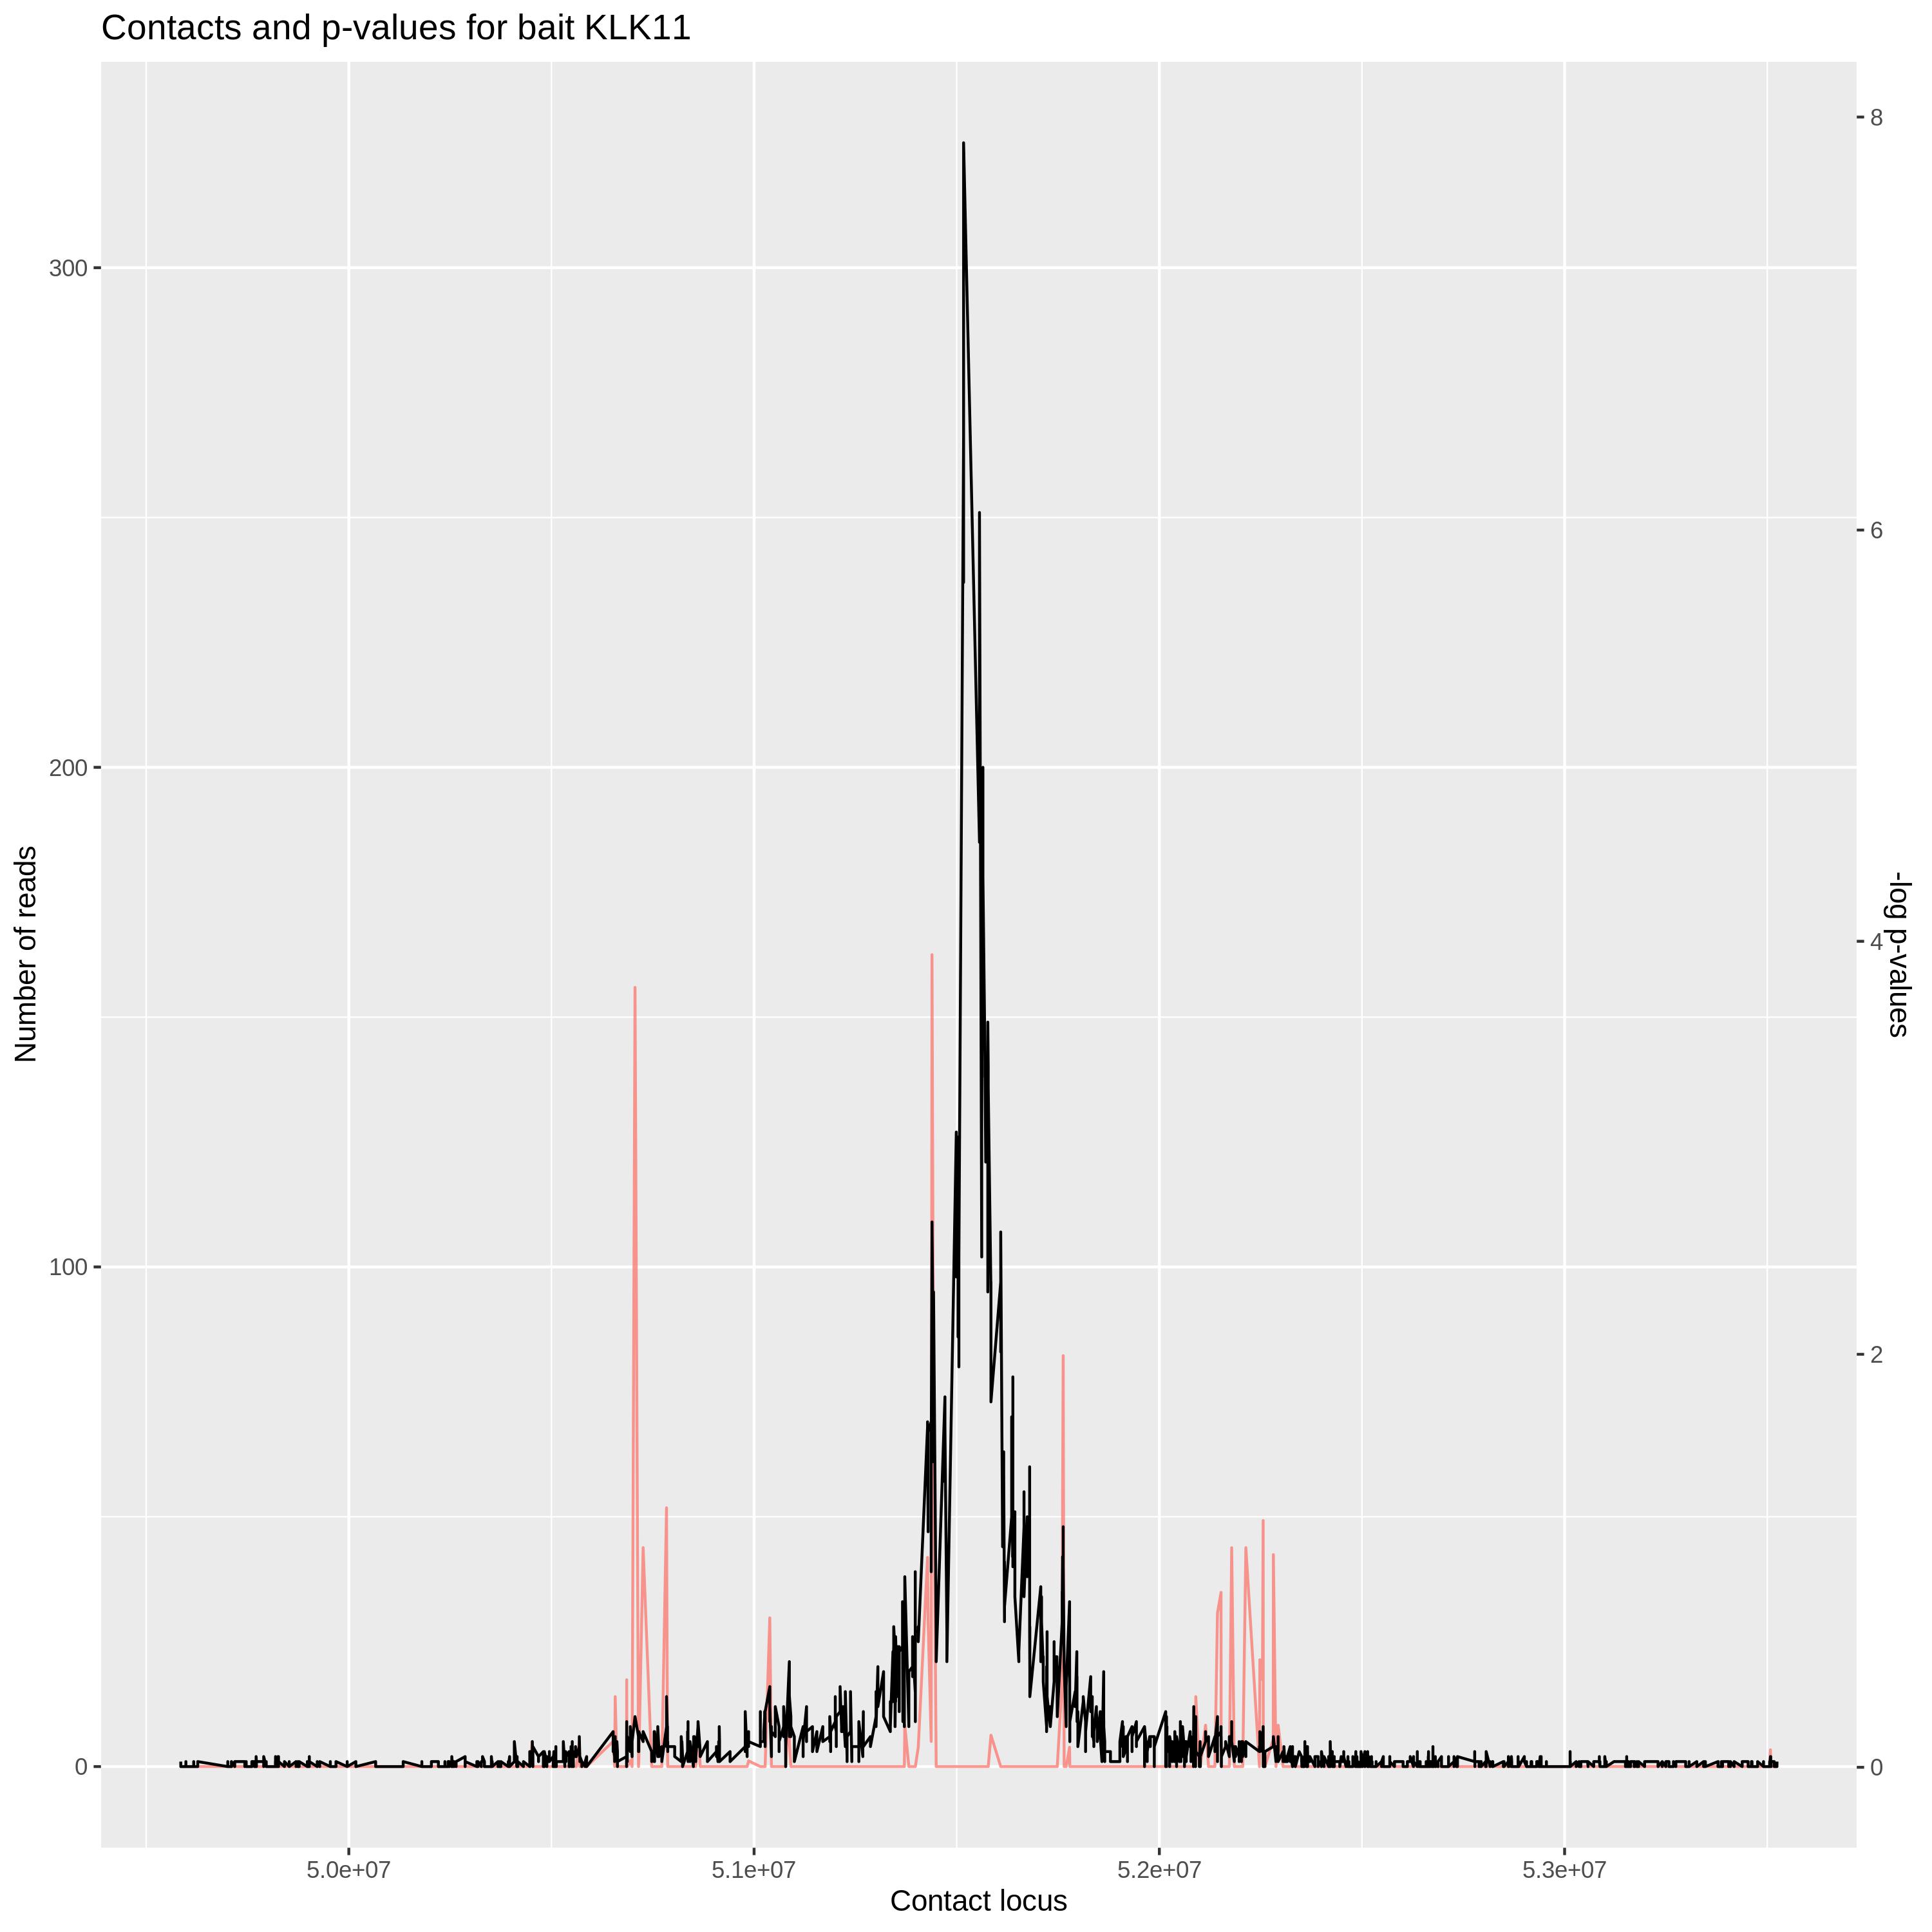 Contacts and p-values for bait KLK11
Number of reads
300
200
100
0
8
6
4
2
0
-log p-values
5.0e+07
5.1e+07
5.2e+07
5.3e+07
Contact locus